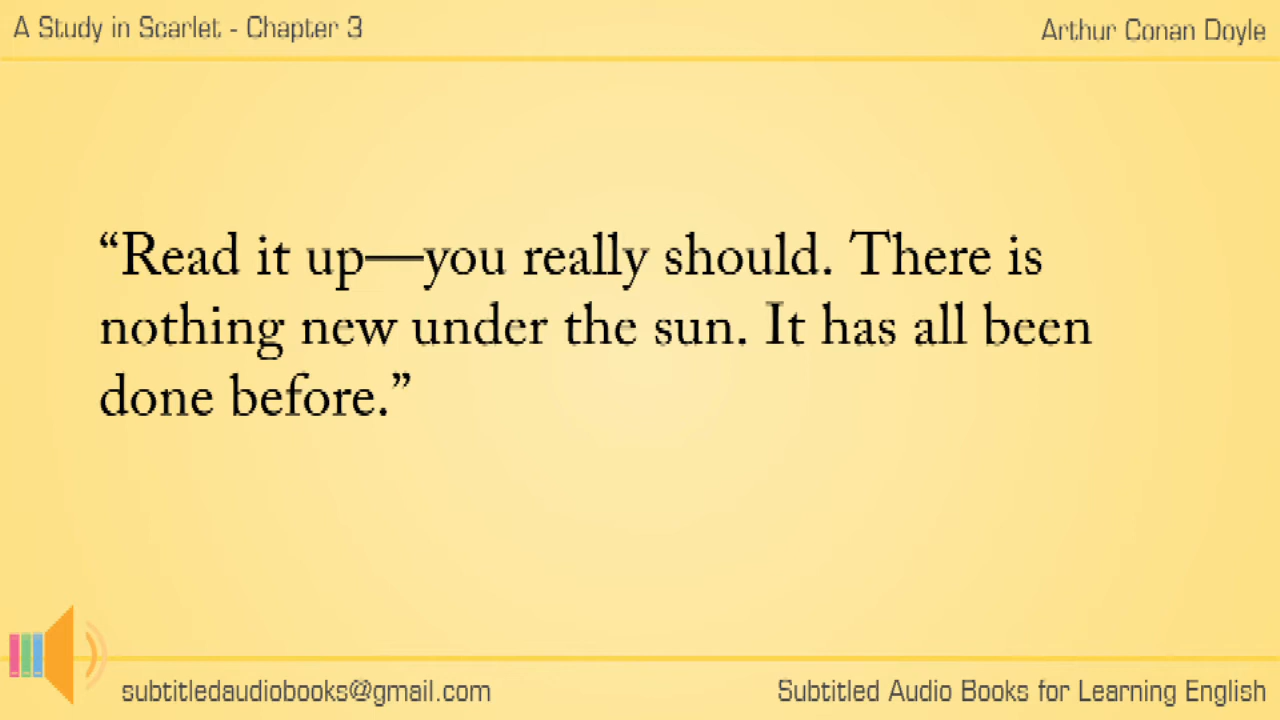 A Study in Scarlet - Chapter 3
Arthur Conan Doyle
“Read it up—you really should. There is
nothing new under the sun. It has all been
done before.”
subtitledaudiobooks@gmail.com
Subtitled Audio Books for Learning English